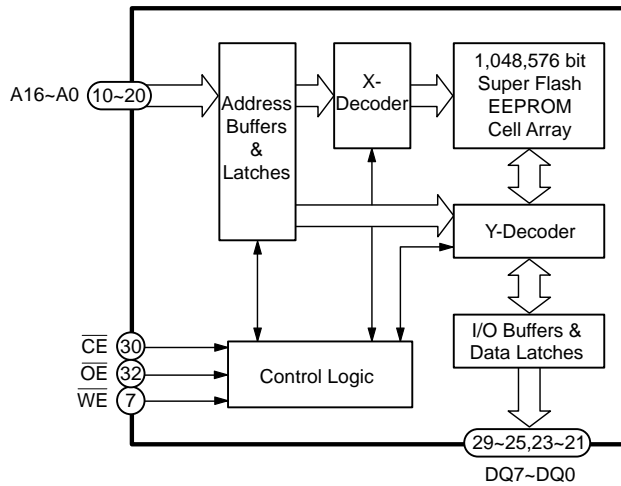 A16~A0
10~20
Address
Buffers
&
Latches
X-
Decoder
1,048,576 bit
Super Flash
EEPROM
Cell Array
Y-Decoder
I/O Buffers &
Data Latches
CE
30
OE
32
WE
7
Control Logic
29~25,23~21
DQ7~DQ0